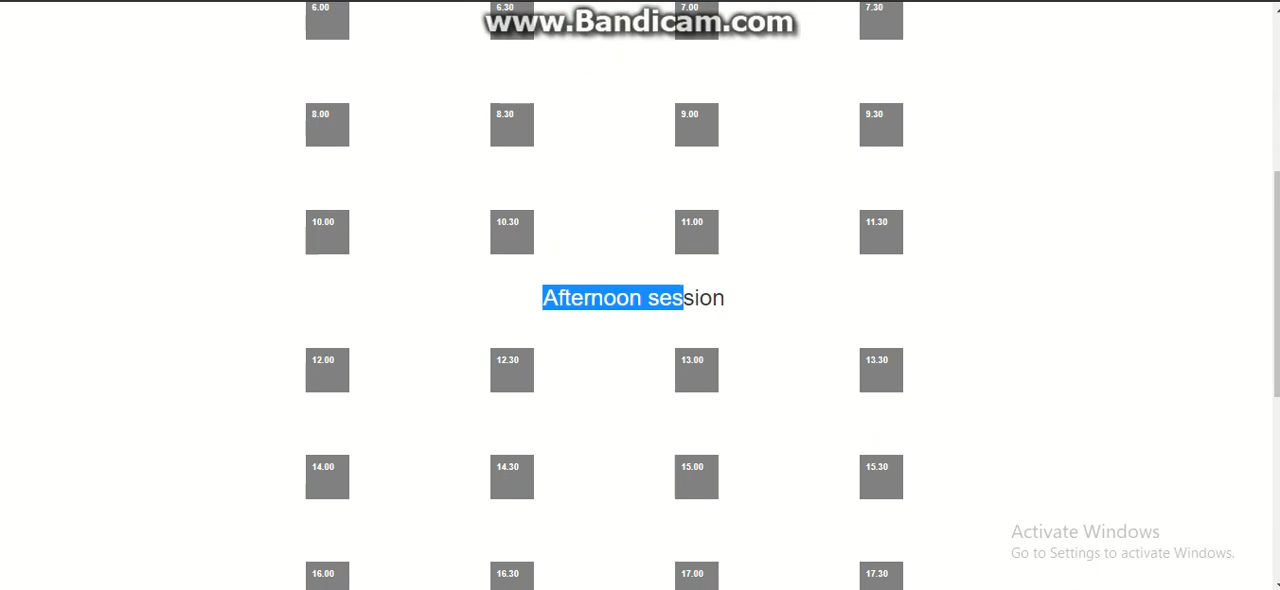 6.00 6.30 7.00 7.30
www.Bandicam.com
8.00 8.30 9.00 9.30
10.00 10.30 11.00 11.30
Afternoon session
12.00 12.30 13.00 13.30
14.00 14.30 15.00 15.30
Activate Windows
Go to Settings to activate Windows.
16.00 16.30 17.00 17.30